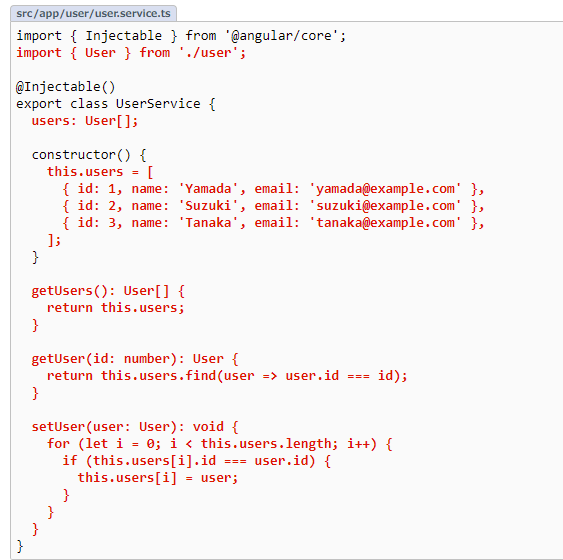 src/app/user/user.service.ts
import { Injectable } from '@angular/core';
import { User } from './user';

@Injectable()
export class UserService {
  users: User[];

  constructor() {
    this.users = [
      { id: 1, name: 'Yamada', email: 'yamada@example.com' },
      { id: 2, name: 'Suzuki', email: 'suzuki@example.com' },
      { id: 3, name: 'Tanaka', email: 'tanaka@example.com' },
    ];
  }

  getUsers(): User[] {
    return this.users;
  }

  getUser(id: number): User {
    return this.users.find(user => user.id === id);
  }

  setUser(user: User): void {
    for (let i = 0; i < this.users.length; i++) {
      if (this.users[i].id === user.id) {
        this.users[i] = user;
      }
    }
  }
}